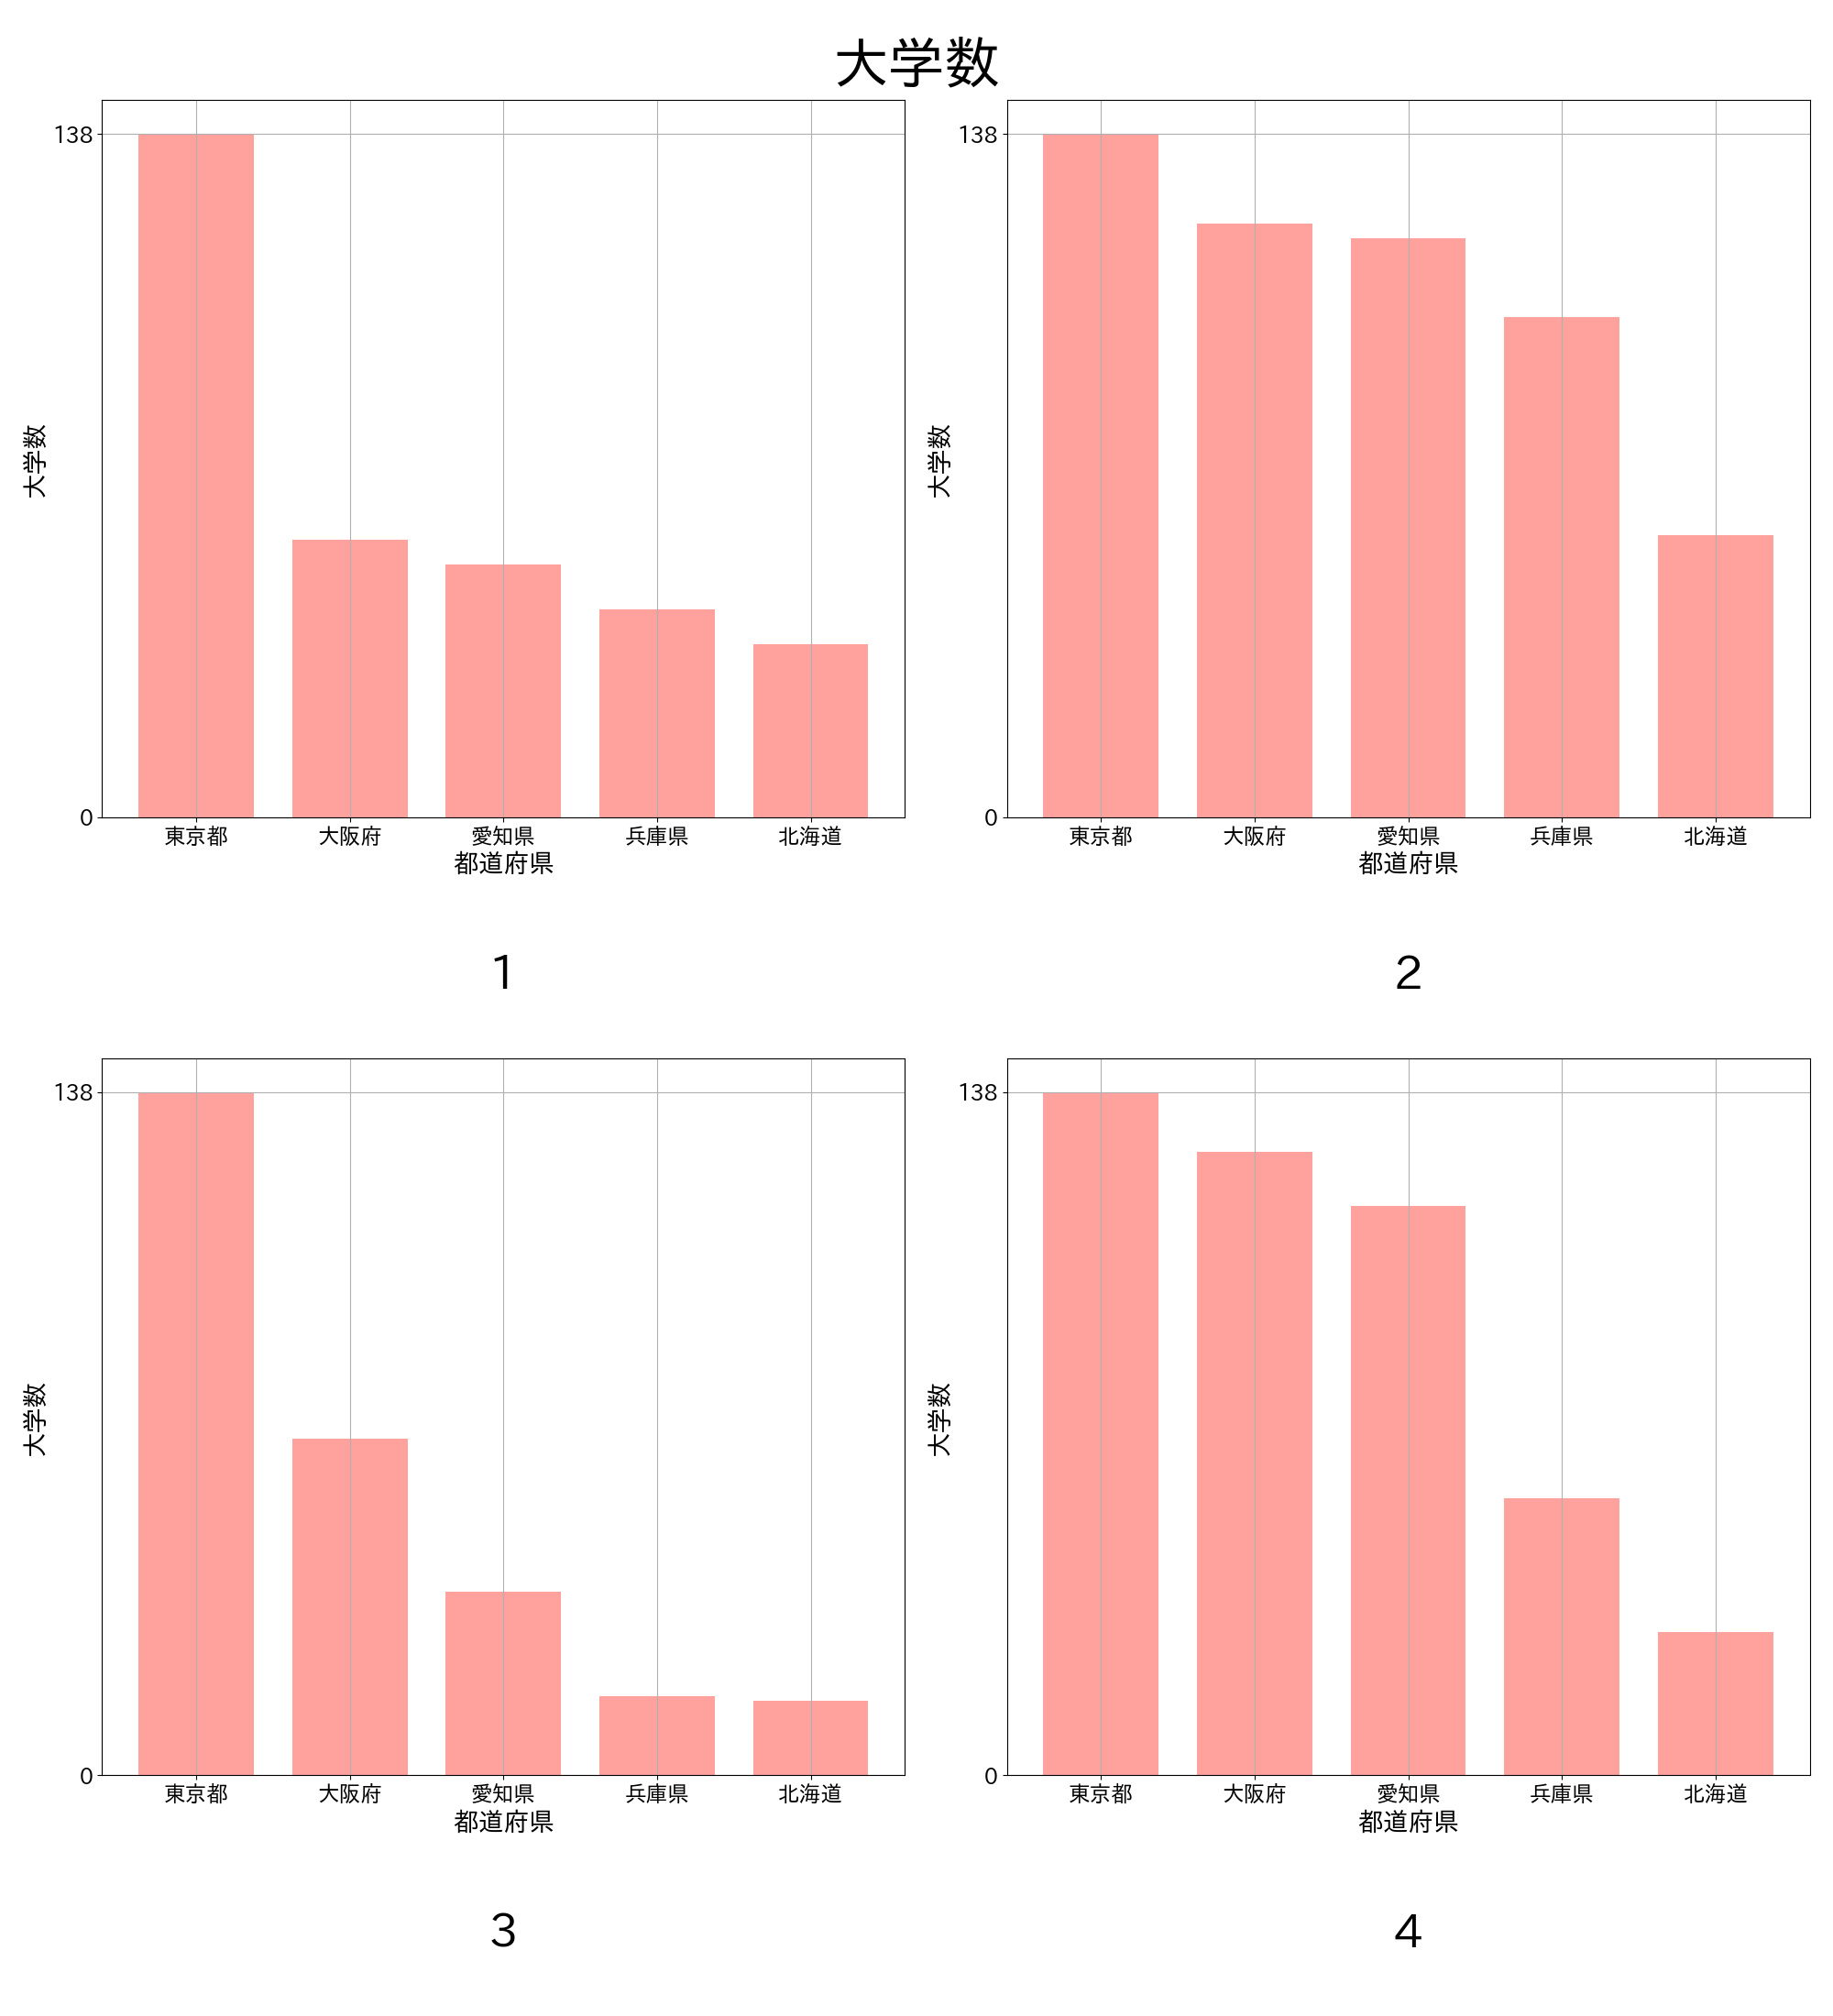 大学数
138
0
大学数
東京都 大阪府 愛知県 兵庫県 北海道
都道府県
1
138
0
大学数
東京都 大阪府 愛知県 兵庫県 北海道
都道府県
2
138
0
大学数
東京都 大阪府 愛知県 兵庫県 北海道
都道府県
3
138
0
大学数
東京都 大阪府 愛知県 兵庫県 北海道
都道府県
4